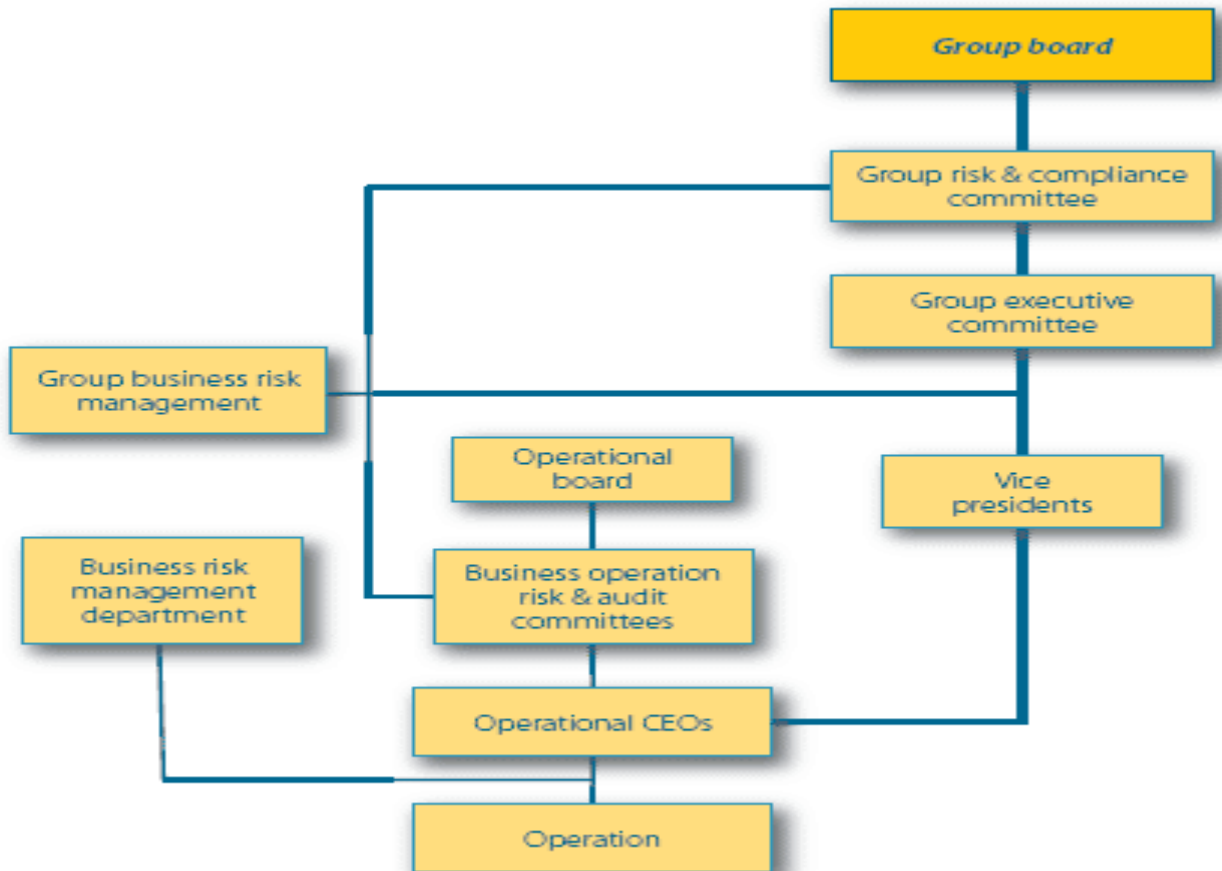 Group board
Group risk & compliance
committee
Group executive
committee
Group business risk
management
Operational
board
Vice
presidents
Business risk
management
department
Business operation
risk & audit
committees
Operational CEOs
Operation